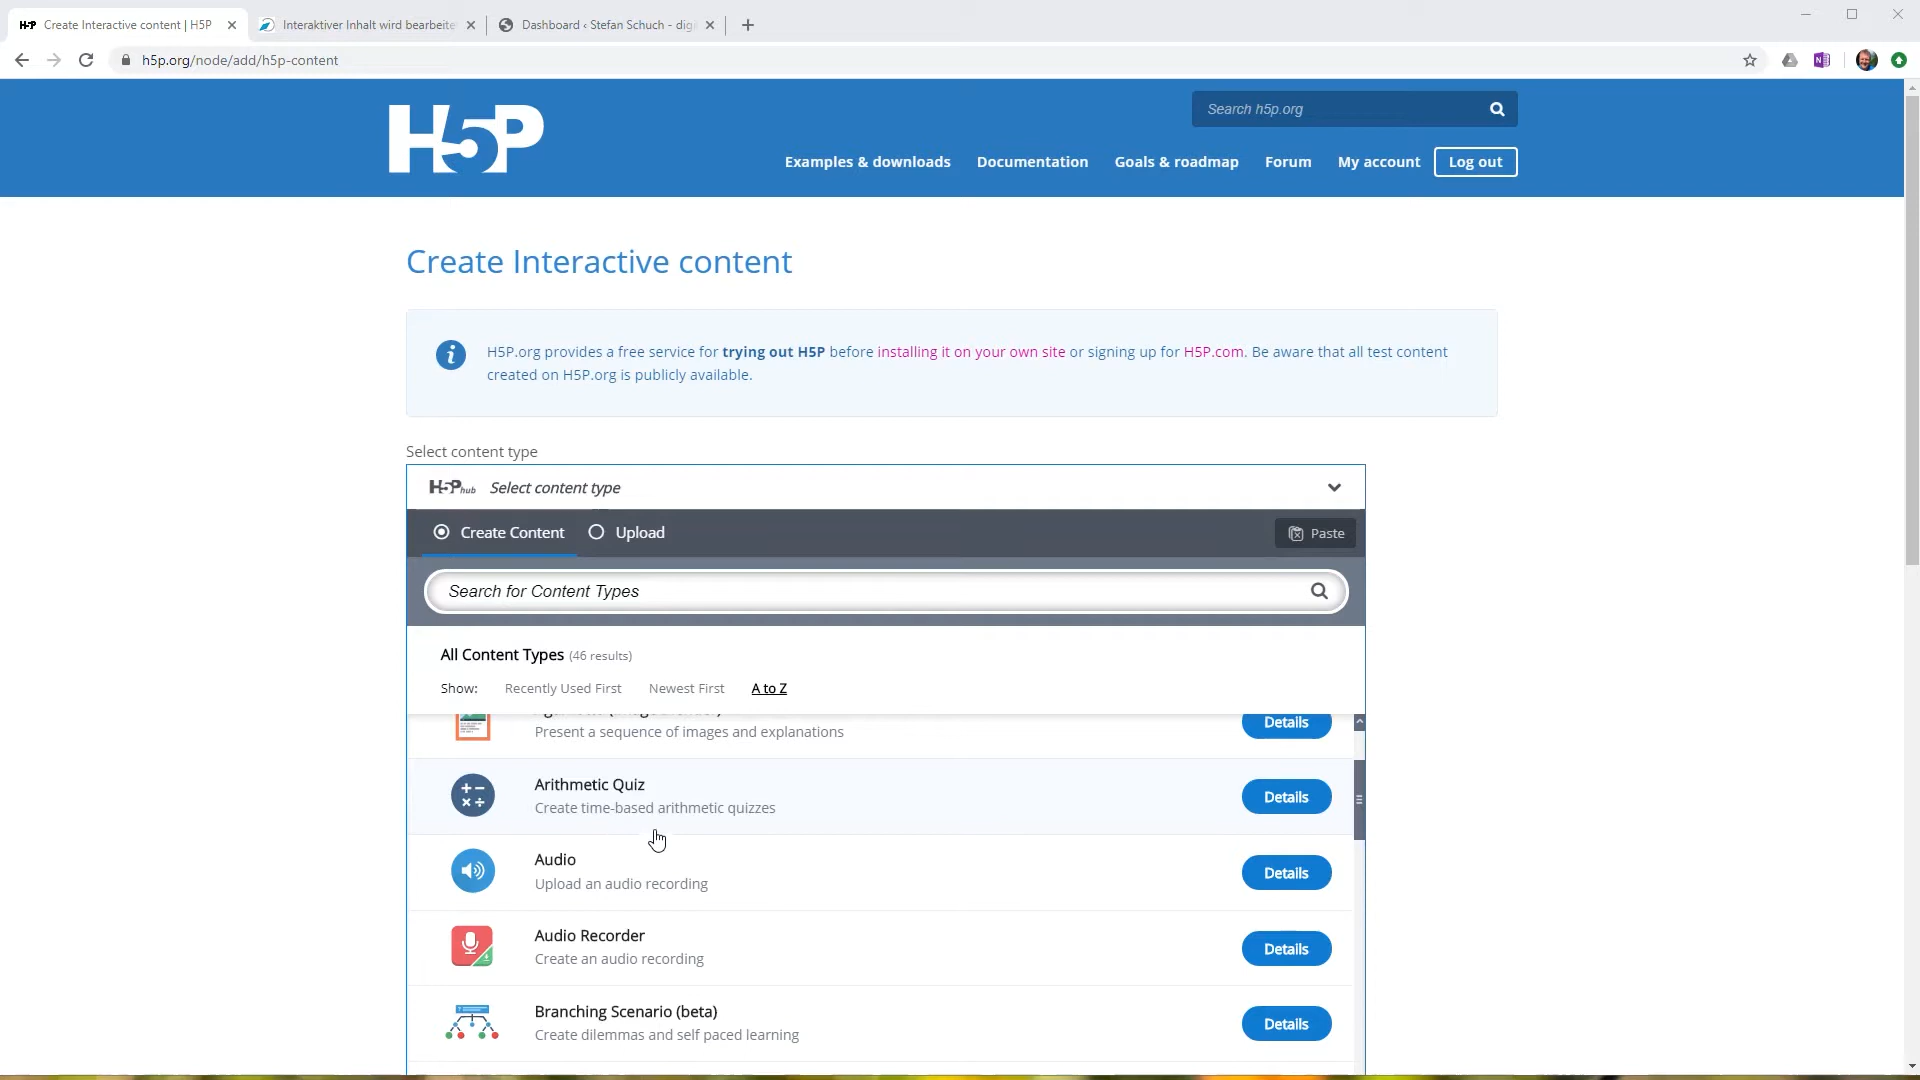 H5P Create Interactive content | H5P
Interaktiver Inhalt wird bearbeite
Dashboard ‹ Stefan Schuch - digi
h5p.org/node/add/h5p-content
H5P
Search h5p.org
Examples & downloads
Documentation
Goals & roadmap
Forum
My account
Log out
Create Interactive content
H5P.org provides a free service for trying out H5P before installing it on your own site or signing up for H5P.com. Be aware that all test content
created on H5P.org is publicly available.
Select content type
H5P hub Select content type
Create Content
Upload
Paste
Search for Content Types
All Content Types (46 results)
Show: Recently Used First Newest First A to Z
Present a sequence of images and explanations
Details
Arithmetic Quiz
Create time-based arithmetic quizzes
Details
Audio
Upload an audio recording
Details
Audio Recorder
Create an audio recording
Details
Branching Scenario (beta)
Create dilemmas and self paced learning
Details